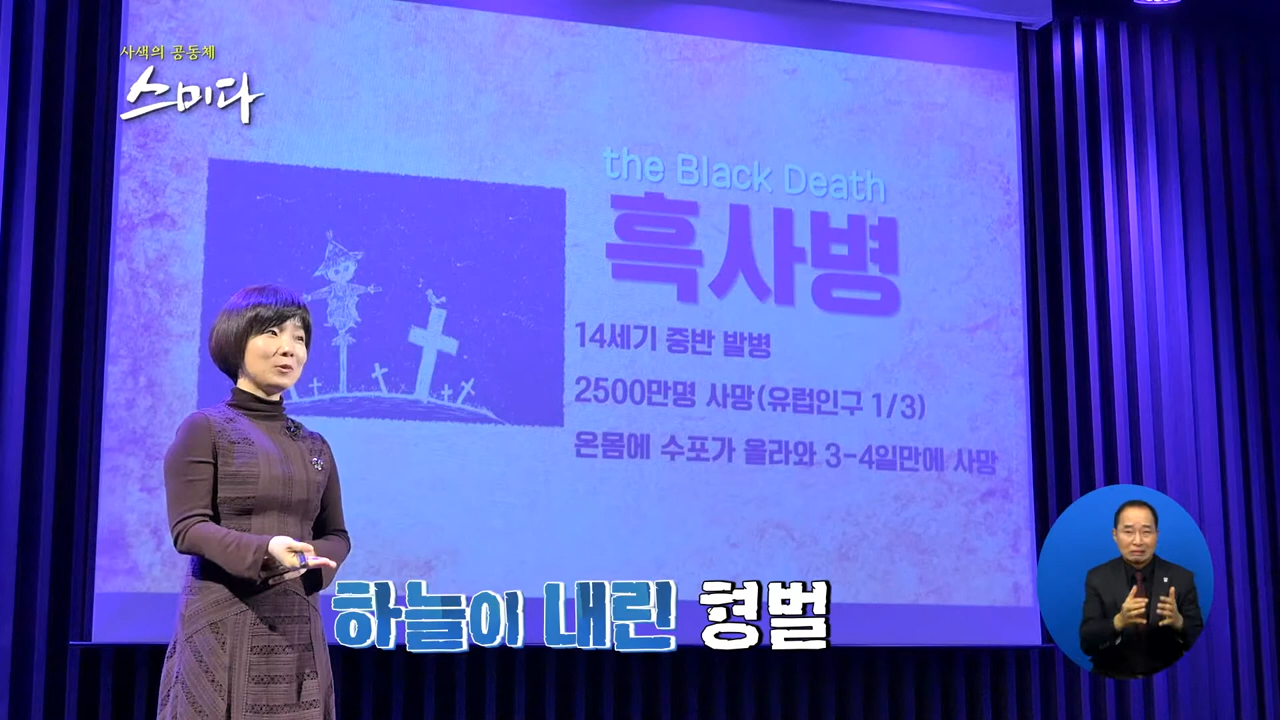 사색의 공동체
스미다
the Black Death
흑사병
14세기 중반 발병
2500만명 사망(유럽인구 1/3)
온몸에 수포가 올라와 3-4일만에 사망
하늘이 내린 형벌